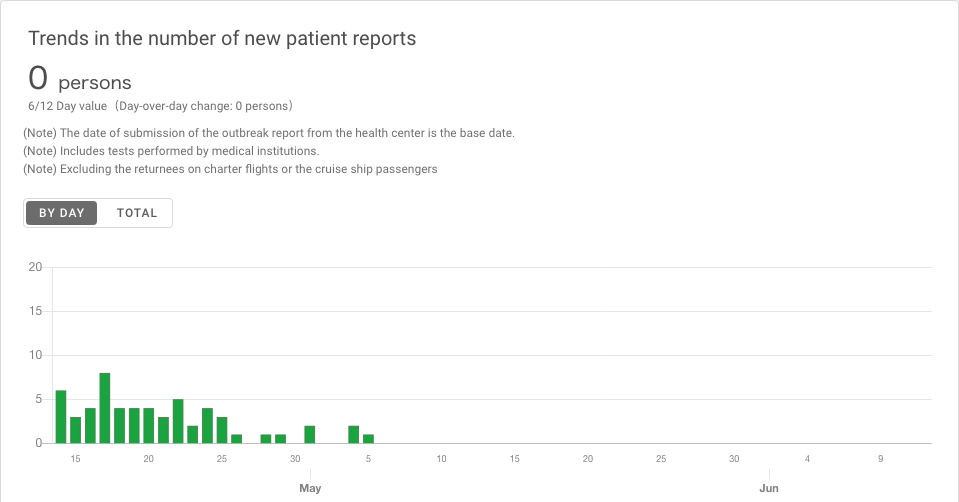 Trends in the number of new patient reports
0 persons
6/12 Day value （Day-over-day change: 0 persons）
(Note) The date of submission of the outbreak report from the health center is the base date.
(Note) Includes tests performed by medical institutions.
(Note) Excluding the returnees on charter flights or the cruise ship passengers
BY DAY TOTAL
20
15
10
5
0
15 20 25 30 5 10 15 20 25 30 4 9
May Jun